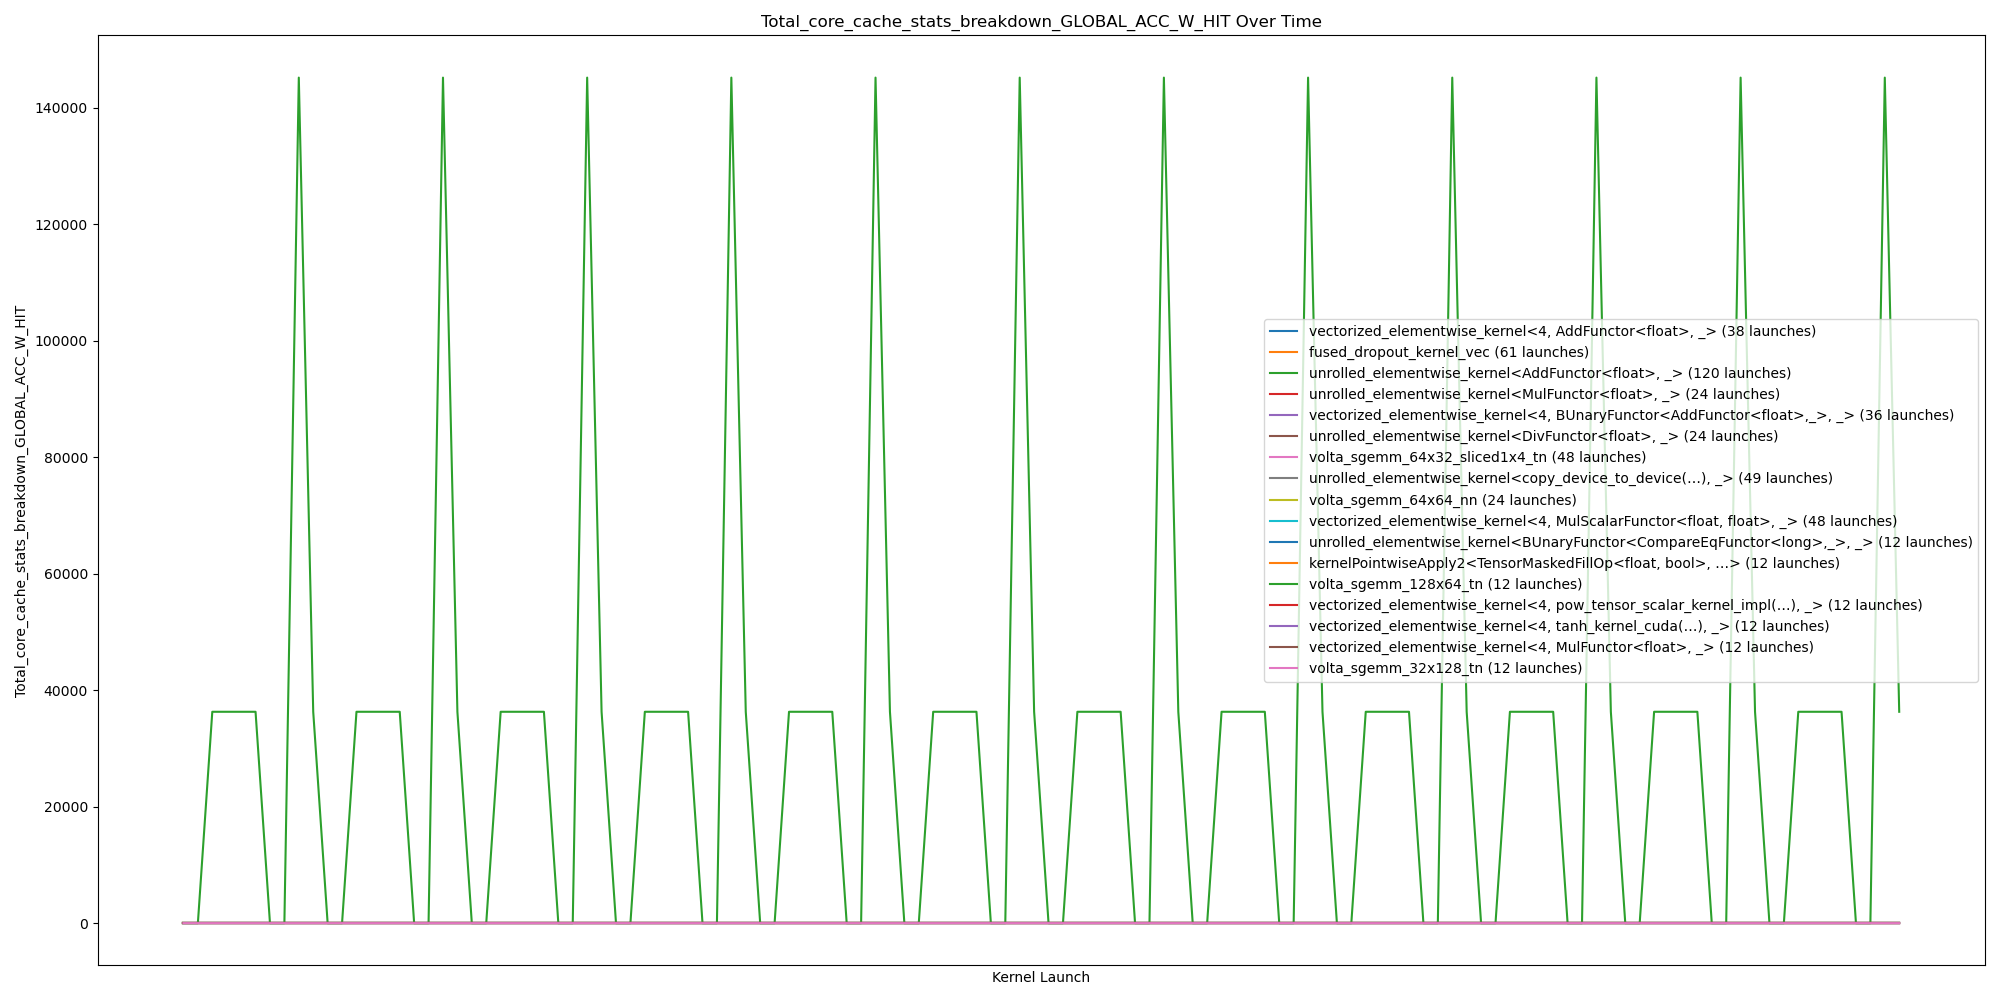 Total_core_cache_stats_breakdown_GLOBAL_ACC_W_HIT Over Time
Total_core_cache_stats_breakdown_GLOBAL_ACC_W_HIT
140000
120000
100000
80000
60000
40000
20000
0
vectorized_elementwise_kernel<4, AddFunctor<float>, _> (38 launches)
fused_dropout_kernel_vec (61 launches)
unrolled_elementwise_kernel<AddFunctor<float>, _> (120 launches)
unrolled_elementwise_kernel<MulFunctor<float>, _> (24 launches)
vectorized_elementwise_kernel<4, BUnaryFunctor<AddFunctor<float>,_>, _> (36 launches)
unrolled_elementwise_kernel<DivFunctor<float>, _> (24 launches)
volta_sgemm_64x32_sliced1x4_tn (48 launches)
unrolled_elementwise_kernel<copy_device_to_device(...), _> (49 launches)
volta_sgemm_64x64_nn (24 launches)
vectorized_elementwise_kernel<4, MulScalarFunctor<float, float>, _> (48 launches)
unrolled_elementwise_kernel<BUnaryFunctor<CompareEqFunctor<long>,_>, _> (12 launches)
kernelPointwiseApply2<TensorMaskedFillOp<float, bool>, ...> (12 launches)
volta_sgemm_128x64_tn (12 launches)
vectorized_elementwise_kernel<4, pow_tensor_scalar_kernel_impl(...), _> (12 launches)
vectorized_elementwise_kernel<4, tanh_kernel_cuda(...), _> (12 launches)
vectorized_elementwise_kernel<4, MulFunctor<float>, _> (12 launches)
volta_sgemm_32x128_tn (12 launches)
Kernel Launch